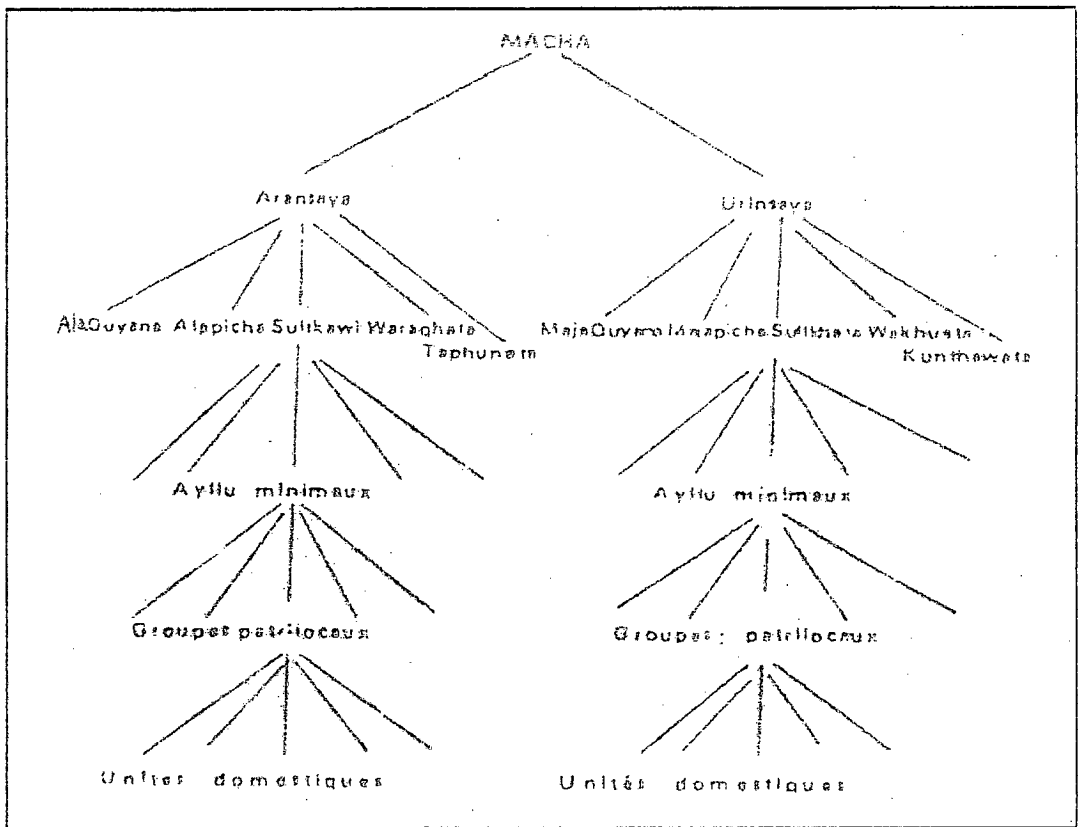 MACHA
Aransaya Urinsaya
AlaQuyana Alapicha Sullkawi Waraqhata MajaQuyana Manapicha Sullkhata Wakhuata
Taphunata Kunthawata
Ayllu minimaux Ayllu minimaux
Groupes patrilocaux Groupes patrilocaux
Unités domestiques Unités domestiques